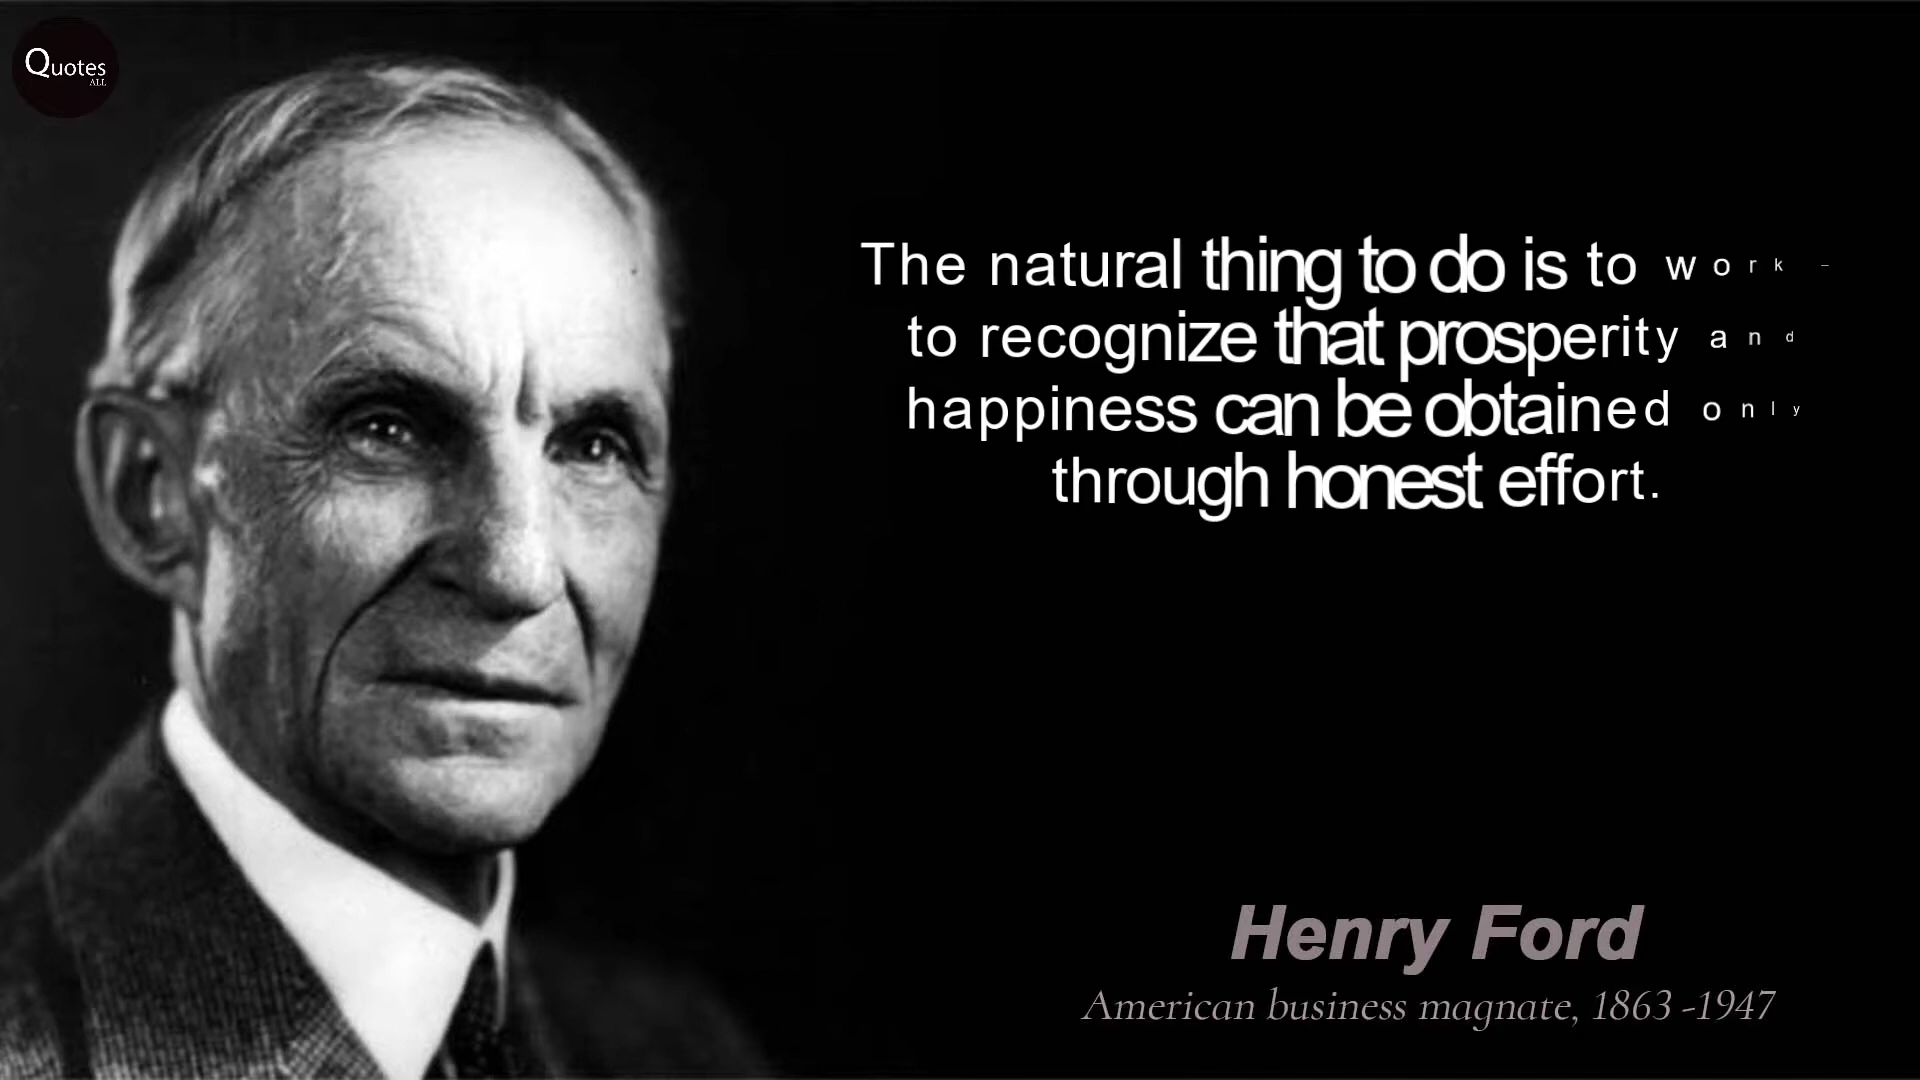 Quotes
ALL
The natural thing to do is to work –
to recognize that prosperity and
happiness can be obtained only
through honest effort.
Henry Ford
American business magnate, 1863 -1947